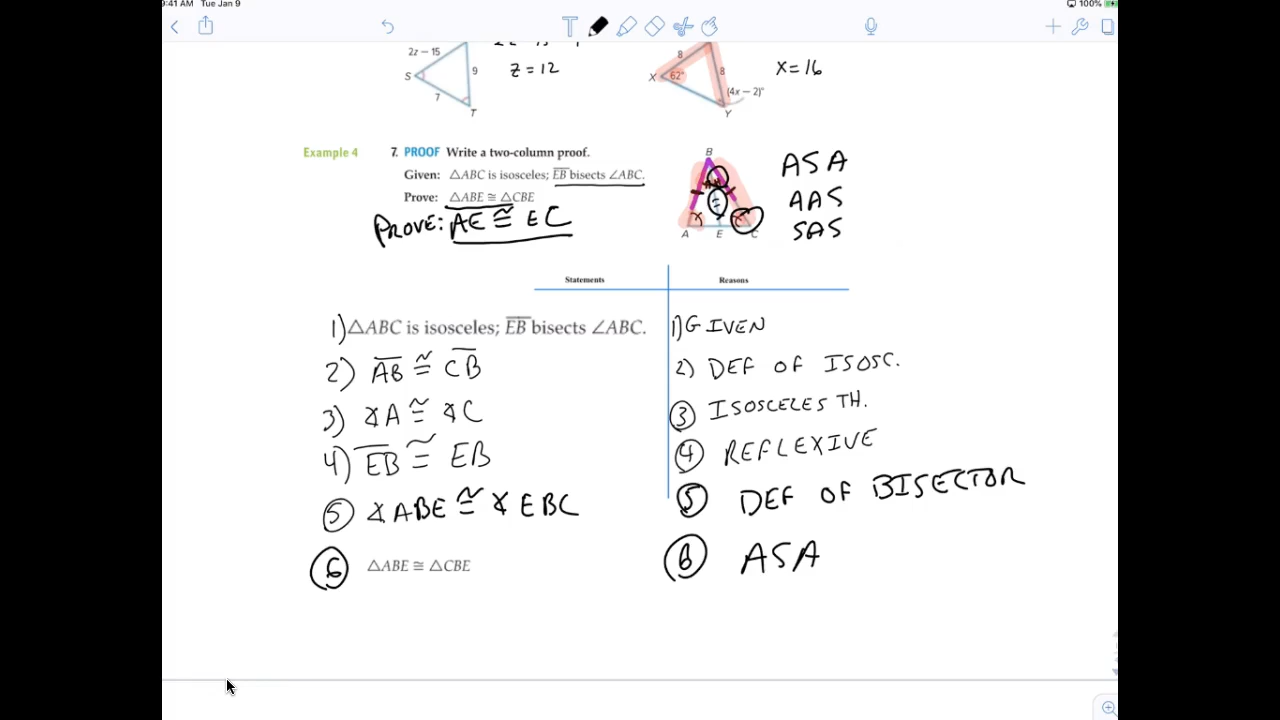 9:41 AM Tue Jan 9
100%
2z – 15
S
9
7
T
z = 12
8
X
62°
8
(4x – 2)°
Y
x = 16
Example 4
7. PROOF Write a two-column proof.
Given: △ABC is isosceles; EB bisects ∠ABC.
Prove: △ABE ≅ △CBE
PROVE: AE ≅ EC
B
A
E
C
ASA
AAS
SAS
Statements
Reasons
1) △ABC is isosceles; EB bisects ∠ABC.
1) GIVEN
2) AB ≅ CB
2) DEF OF ISOSC.
3) ∡A ≅ ∡C
3 ISOSCELES TH.
4) EB ≅ EB
4 REFLEXIVE
5 ∡ABE ≅ ∡EBC
5 DEF OF BISECTOR
6 △ABE ≅ △CBE
6 ASA